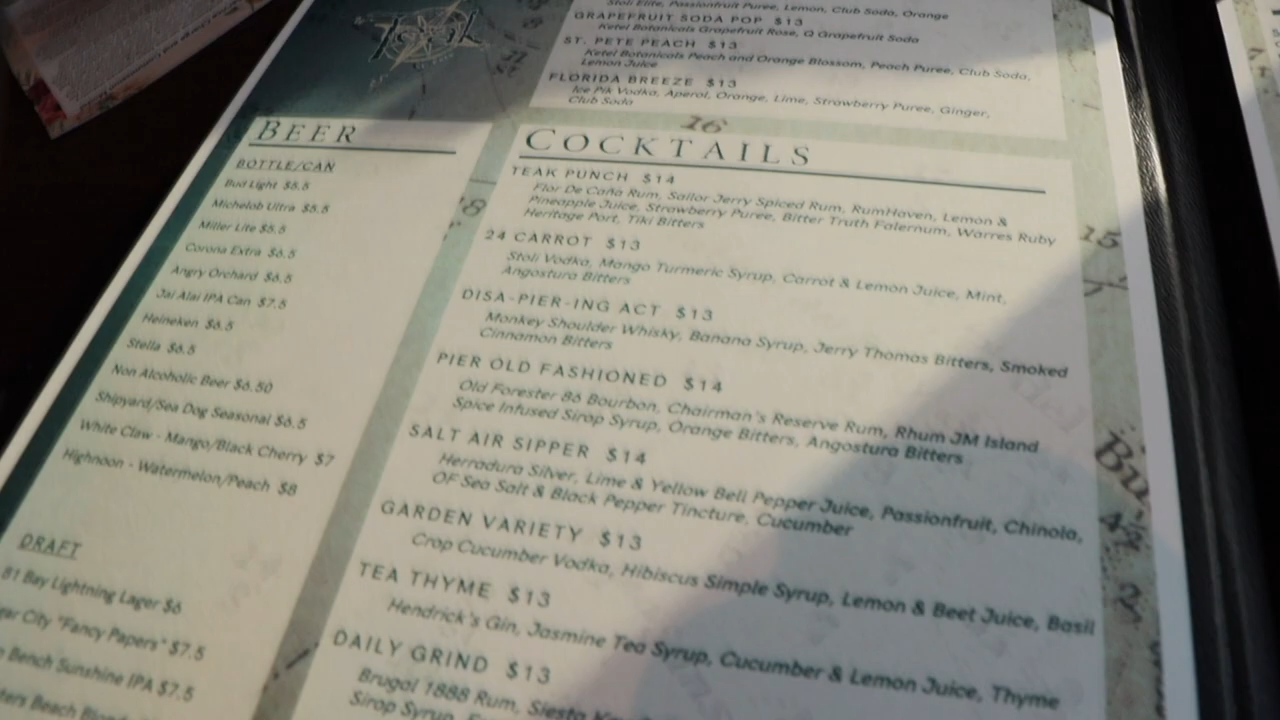 Teak
Stoli Elite, Passionfruit Puree, Lemon, Club Soda, Orange
GRAPEFRUIT SODA POP $13
Ketel Botanicals Grapefruit Rose, Q Grapefruit Soda
ST. PETE PEACH $13
Ketel Botanicals Peach and Orange Blossom, Peach Puree, Club Soda,
Lemon Juice
FLORIDA BREEZE $13
Ice Pik Vodka, Aperol, Orange, Lime, Strawberry Puree, Ginger,
Club Soda
16
BEER
BOTTLE/CAN
Bud Light $5.5
Michelob Ultra $5.5
Miller Lite $5.5
Corona Extra $6.5
Angry Orchard $6.5
Jai Alai IPA Can $7.5
Heineken $6.5
Stella $6.5
Non Alcoholic Beer $6.50
Shipyard/Sea Dog Seasonal $6.5
White Claw - Mango/Black Cherry $7
Highnoon - Watermelon/Peach $8
DRAFT
81 Bay Lightning Lager $6
City "Fancy Papers" $7.5
Bench Sunshine IPA $7.5
Beach
COCKTAILS
TEAK PUNCH $14
Flor De Caña Rum, Sailor Jerry Spiced Rum, RumHaven, Lemon &
Pineapple Juice, Strawberry Puree, Bitter Truth Falernum, Warres Ruby
Heritage Port, Tiki Bitters
24 CARROT $13
Stoli Vodka, Mango Turmeric Syrup, Carrot & Lemon Juice, Mint,
Angostura Bitters
DISA-PIER-ING ACT $13
Monkey Shoulder Whisky, Banana Syrup, Jerry Thomas Bitters, Smoked
Cinnamon Bitters
PIER OLD FASHIONED $14
Old Forester 86 Bourbon, Chairman's Reserve Rum, Rhum JM Island
Spice Infused Sirop Syrup, Orange Bitters, Angostura Bitters
SALT AIR SIPPER $14
Herradura Silver, Lime & Yellow Bell Pepper Juice, Passionfruit, Chinola,
OF Sea Salt & Black Pepper Tincture, Cucumber
GARDEN VARIETY $13
Crop Cucumber Vodka, Hibiscus Simple Syrup, Lemon & Beet Juice, Basil
TEA THYME $13
Hendrick's Gin, Jasmine Tea Syrup, Cucumber & Lemon Juice, Thyme
DAILY GRIND $13
Brugal 1888 Rum, Siesta
Sirop Syrup,
18
15
7
4½
2